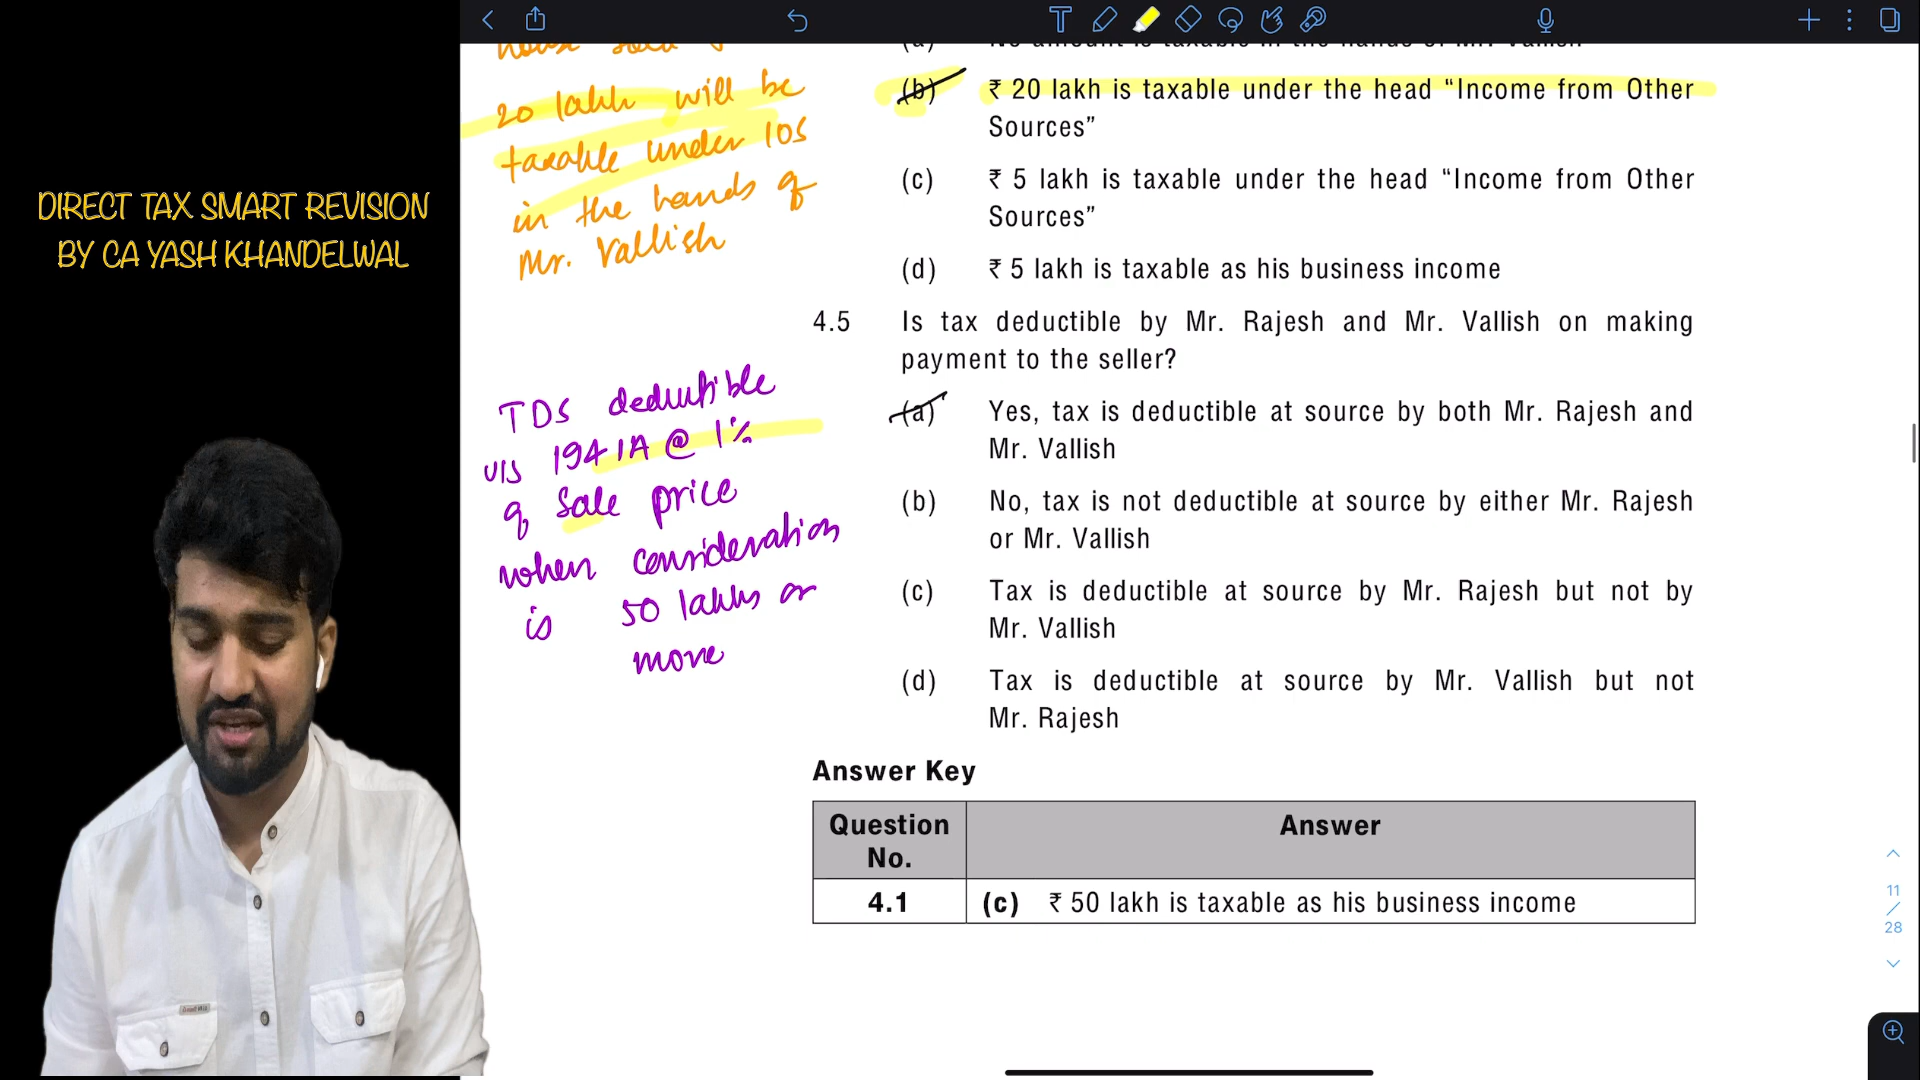 DIRECT TAX SMART REVISION
BY CA YASH KHANDELWAL
20 lakh will be
taxable under IOS
in the hands of
Mr. Vallish
TDS deductible
u/s 194IA @ 1%
of sale price
when consideration
is 50 lakhs or
more
(b) ₹ 20 lakh is taxable under the head “Income from Other
Sources”
(c) ₹ 5 lakh is taxable under the head “Income from Other
Sources”
(d) ₹ 5 lakh is taxable as his business income
4.5 Is tax deductible by Mr. Rajesh and Mr. Vallish on making
payment to the seller?
(a) Yes, tax is deductible at source by both Mr. Rajesh and
Mr. Vallish
(b) No, tax is not deductible at source by either Mr. Rajesh
or Mr. Vallish
(c) Tax is deductible at source by Mr. Rajesh but not by
Mr. Vallish
(d) Tax is deductible at source by Mr. Vallish but not
Mr. Rajesh
Answer Key
Question No. Answer
4.1 (c) ₹ 50 lakh is taxable as his business income
11
/
28